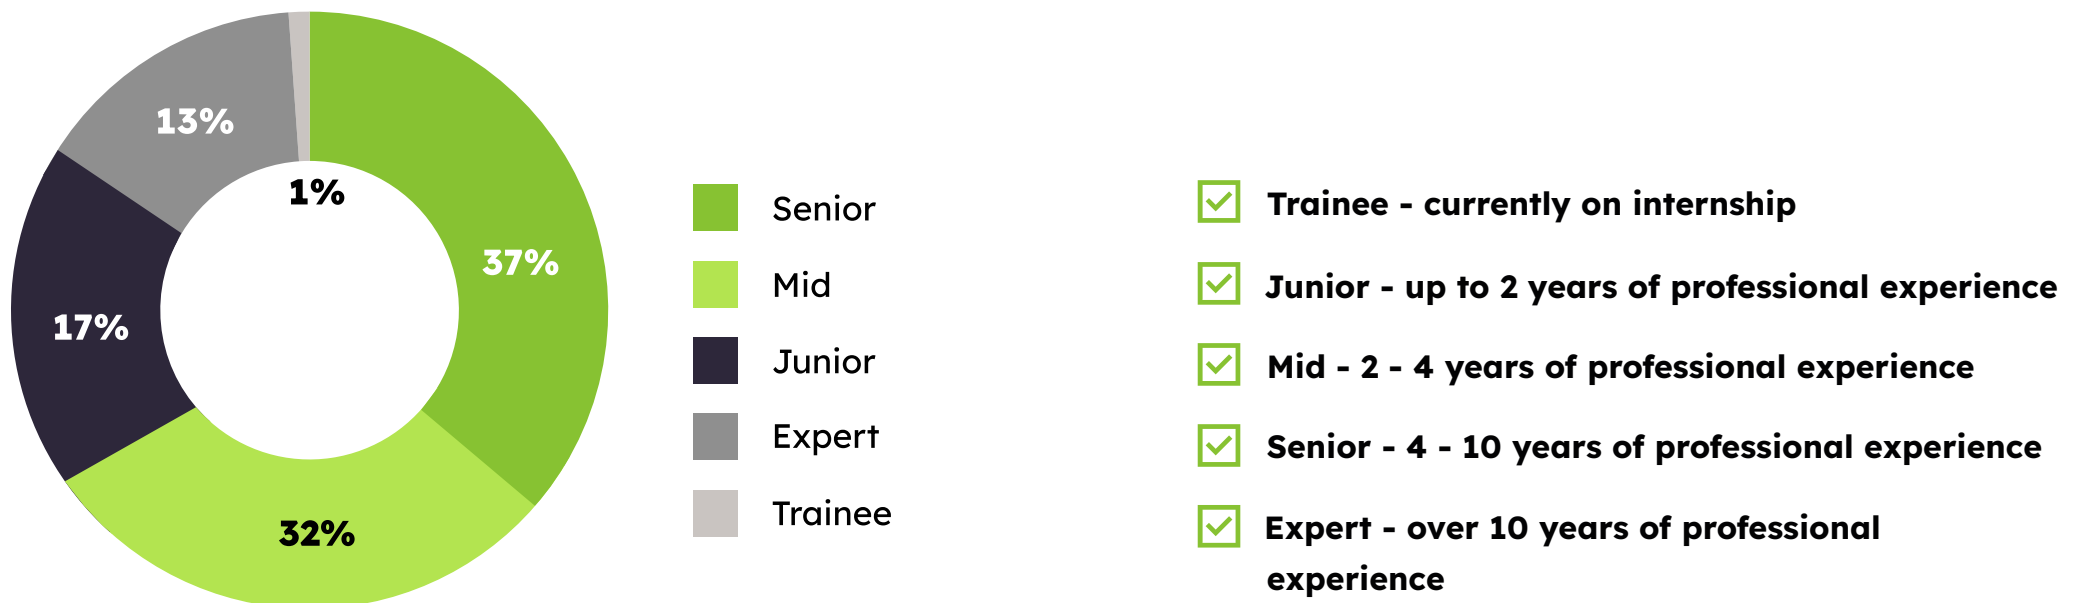 13%
1%
37%
17%
32%
Senior
Mid
Junior
Expert
Trainee
Trainee - currently on internship
Junior - up to 2 years of professional experience
Mid - 2 - 4 years of professional experience
Senior - 4 - 10 years of professional experience
Expert - over 10 years of professional
experience